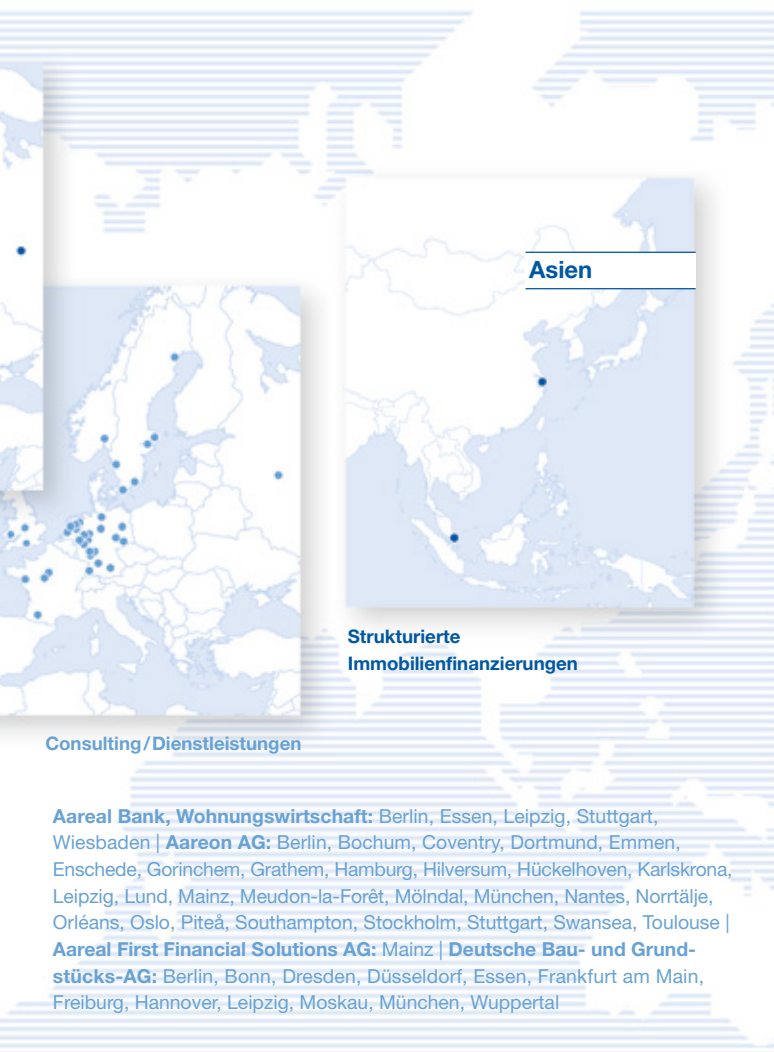 Asien
Strukturierte
Immobilienfinanzierungen
Consulting/Dienstleistungen
Aareal Bank, Wohnungswirtschaft: Berlin, Essen, Leipzig, Stuttgart,
Wiesbaden | Aareon AG: Berlin, Bochum, Coventry, Dortmund, Emmen,
Enschede, Gorinchem, Grathem, Hamburg, Hilversum, Hückelhoven, Karlskrona,
Leipzig, Lund, Mainz, Meudon-la-Forêt, Mölndal, München, Nantes, Norrtälje,
Orléans, Oslo, Piteå, Southampton, Stockholm, Stuttgart, Swansea, Toulouse |
Aareal First Financial Solutions AG: Mainz | Deutsche Bau- und Grund-
stücks-AG: Berlin, Bonn, Dresden, Düsseldorf, Essen, Frankfurt am Main,
Freiburg, Hannover, Leipzig, Moskau, München, Wuppertal